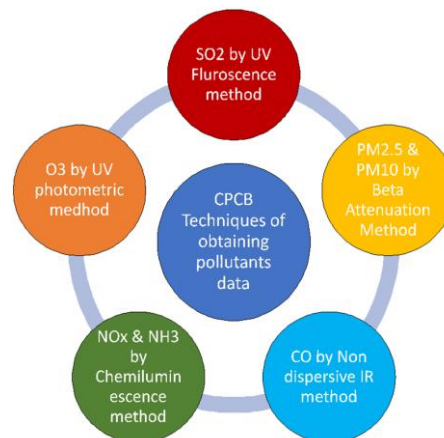 SO2 by UV
Fluroscence
method
PM2.5 &
PM10 by
Beta
Attenuation
Method
CO by Non
dispersive IR
method
NOx & NH3
by
Chemilumin
escence
method
O3 by UV
photometric
medhod
CPCB
Techniques of
obtaining
pollutants
data